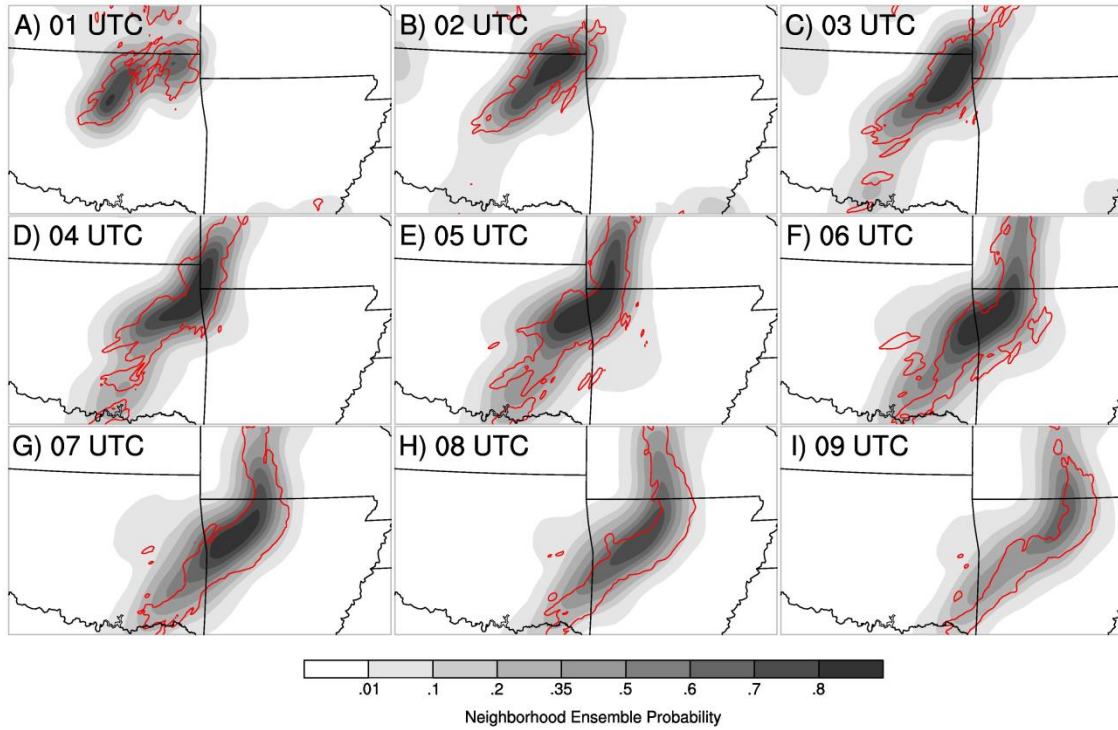 A) 01 UTC
B) 02 UTC
C) 03 UTC
D) 04 UTC
E) 05 UTC
F) 06 UTC
G) 07 UTC
H) 08 UTC
I) 09 UTC
.01 .1 .2 .35 .5 .6 .7 .8
Neighborhood Ensemble Probability